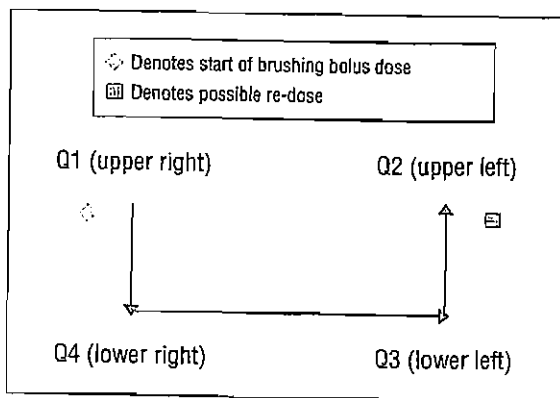 Denotes start of brushing bolus dose
Denotes possible re-dose
Q1 (upper right)
Q2 (upper left)
Q4 (lower right)
Q3 (lower left)